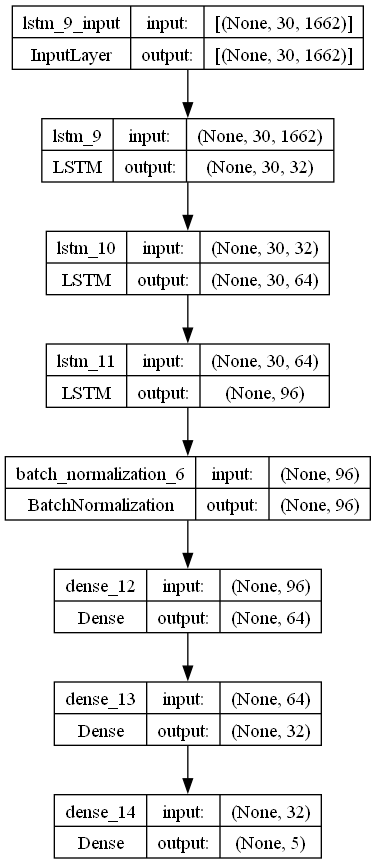 lstm_9_input input: [(None, 30, 1662)]
InputLayer output: [(None, 30, 1662)]
lstm_9 input: (None, 30, 1662)
LSTM output: (None, 30, 32)
lstm_10 input: (None, 30, 32)
LSTM output: (None, 30, 64)
lstm_11 input: (None, 30, 64)
LSTM output: (None, 96)
batch_normalization_6 input: (None, 96)
BatchNormalization output: (None, 96)
dense_12 input: (None, 96)
Dense output: (None, 64)
dense_13 input: (None, 64)
Dense output: (None, 32)
dense_14 input: (None, 32)
Dense output: (None, 5)